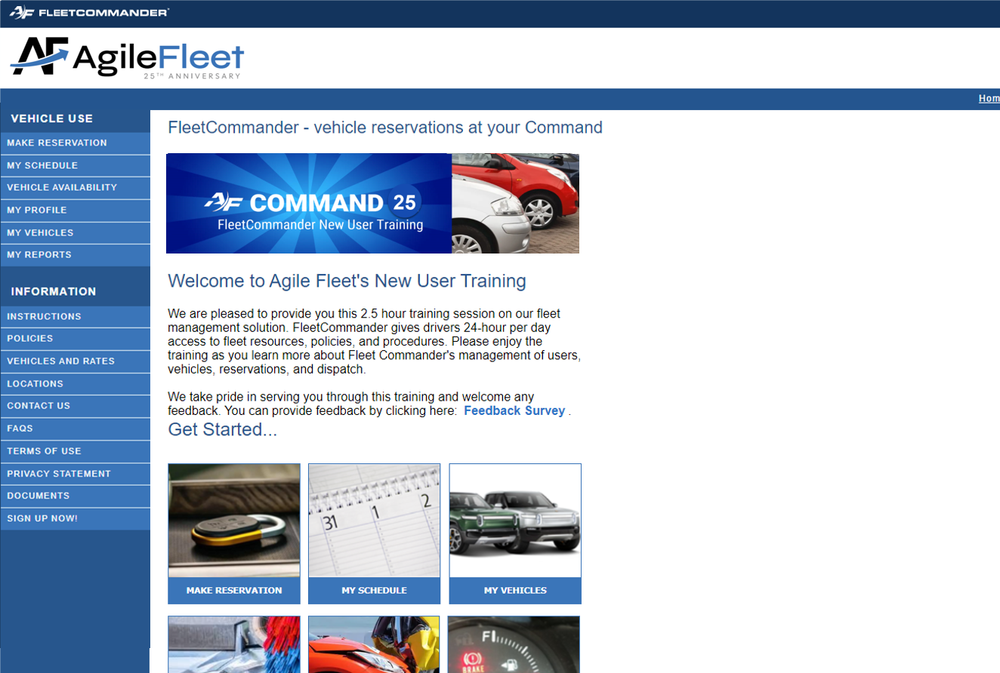 AF FLEETCOMMANDER
AF AgileFleet
25TH ANNIVERSARY
Hom
VEHICLE USE
MAKE RESERVATION
MY SCHEDULE
VEHICLE AVAILABILITY
MY PROFILE
MY VEHICLES
MY REPORTS
INFORMATION
INSTRUCTIONS
POLICIES
VEHICLES AND RATES
LOCATIONS
CONTACT US
FAQS
TERMS OF USE
PRIVACY STATEMENT
DOCUMENTS
SIGN UP NOW!
FleetCommander - vehicle reservations at your Command
AF COMMAND 25
FleetCommander New User Training
Welcome to Agile Fleet's New User Training
We are pleased to provide you this 2.5 hour training session on our fleet
management solution. FleetCommander gives drivers 24-hour per day
access to fleet resources, policies, and procedures. Please enjoy the
training as you learn more about Fleet Commander's management of users,
vehicles, reservations, and dispatch.
We take pride in serving you through this training and welcome any
feedback. You can provide feedback by clicking here: Feedback Survey .
Get Started...
31 1 2
MAKE RESERVATION
MY SCHEDULE
MY VEHICLES
F
BRAKE